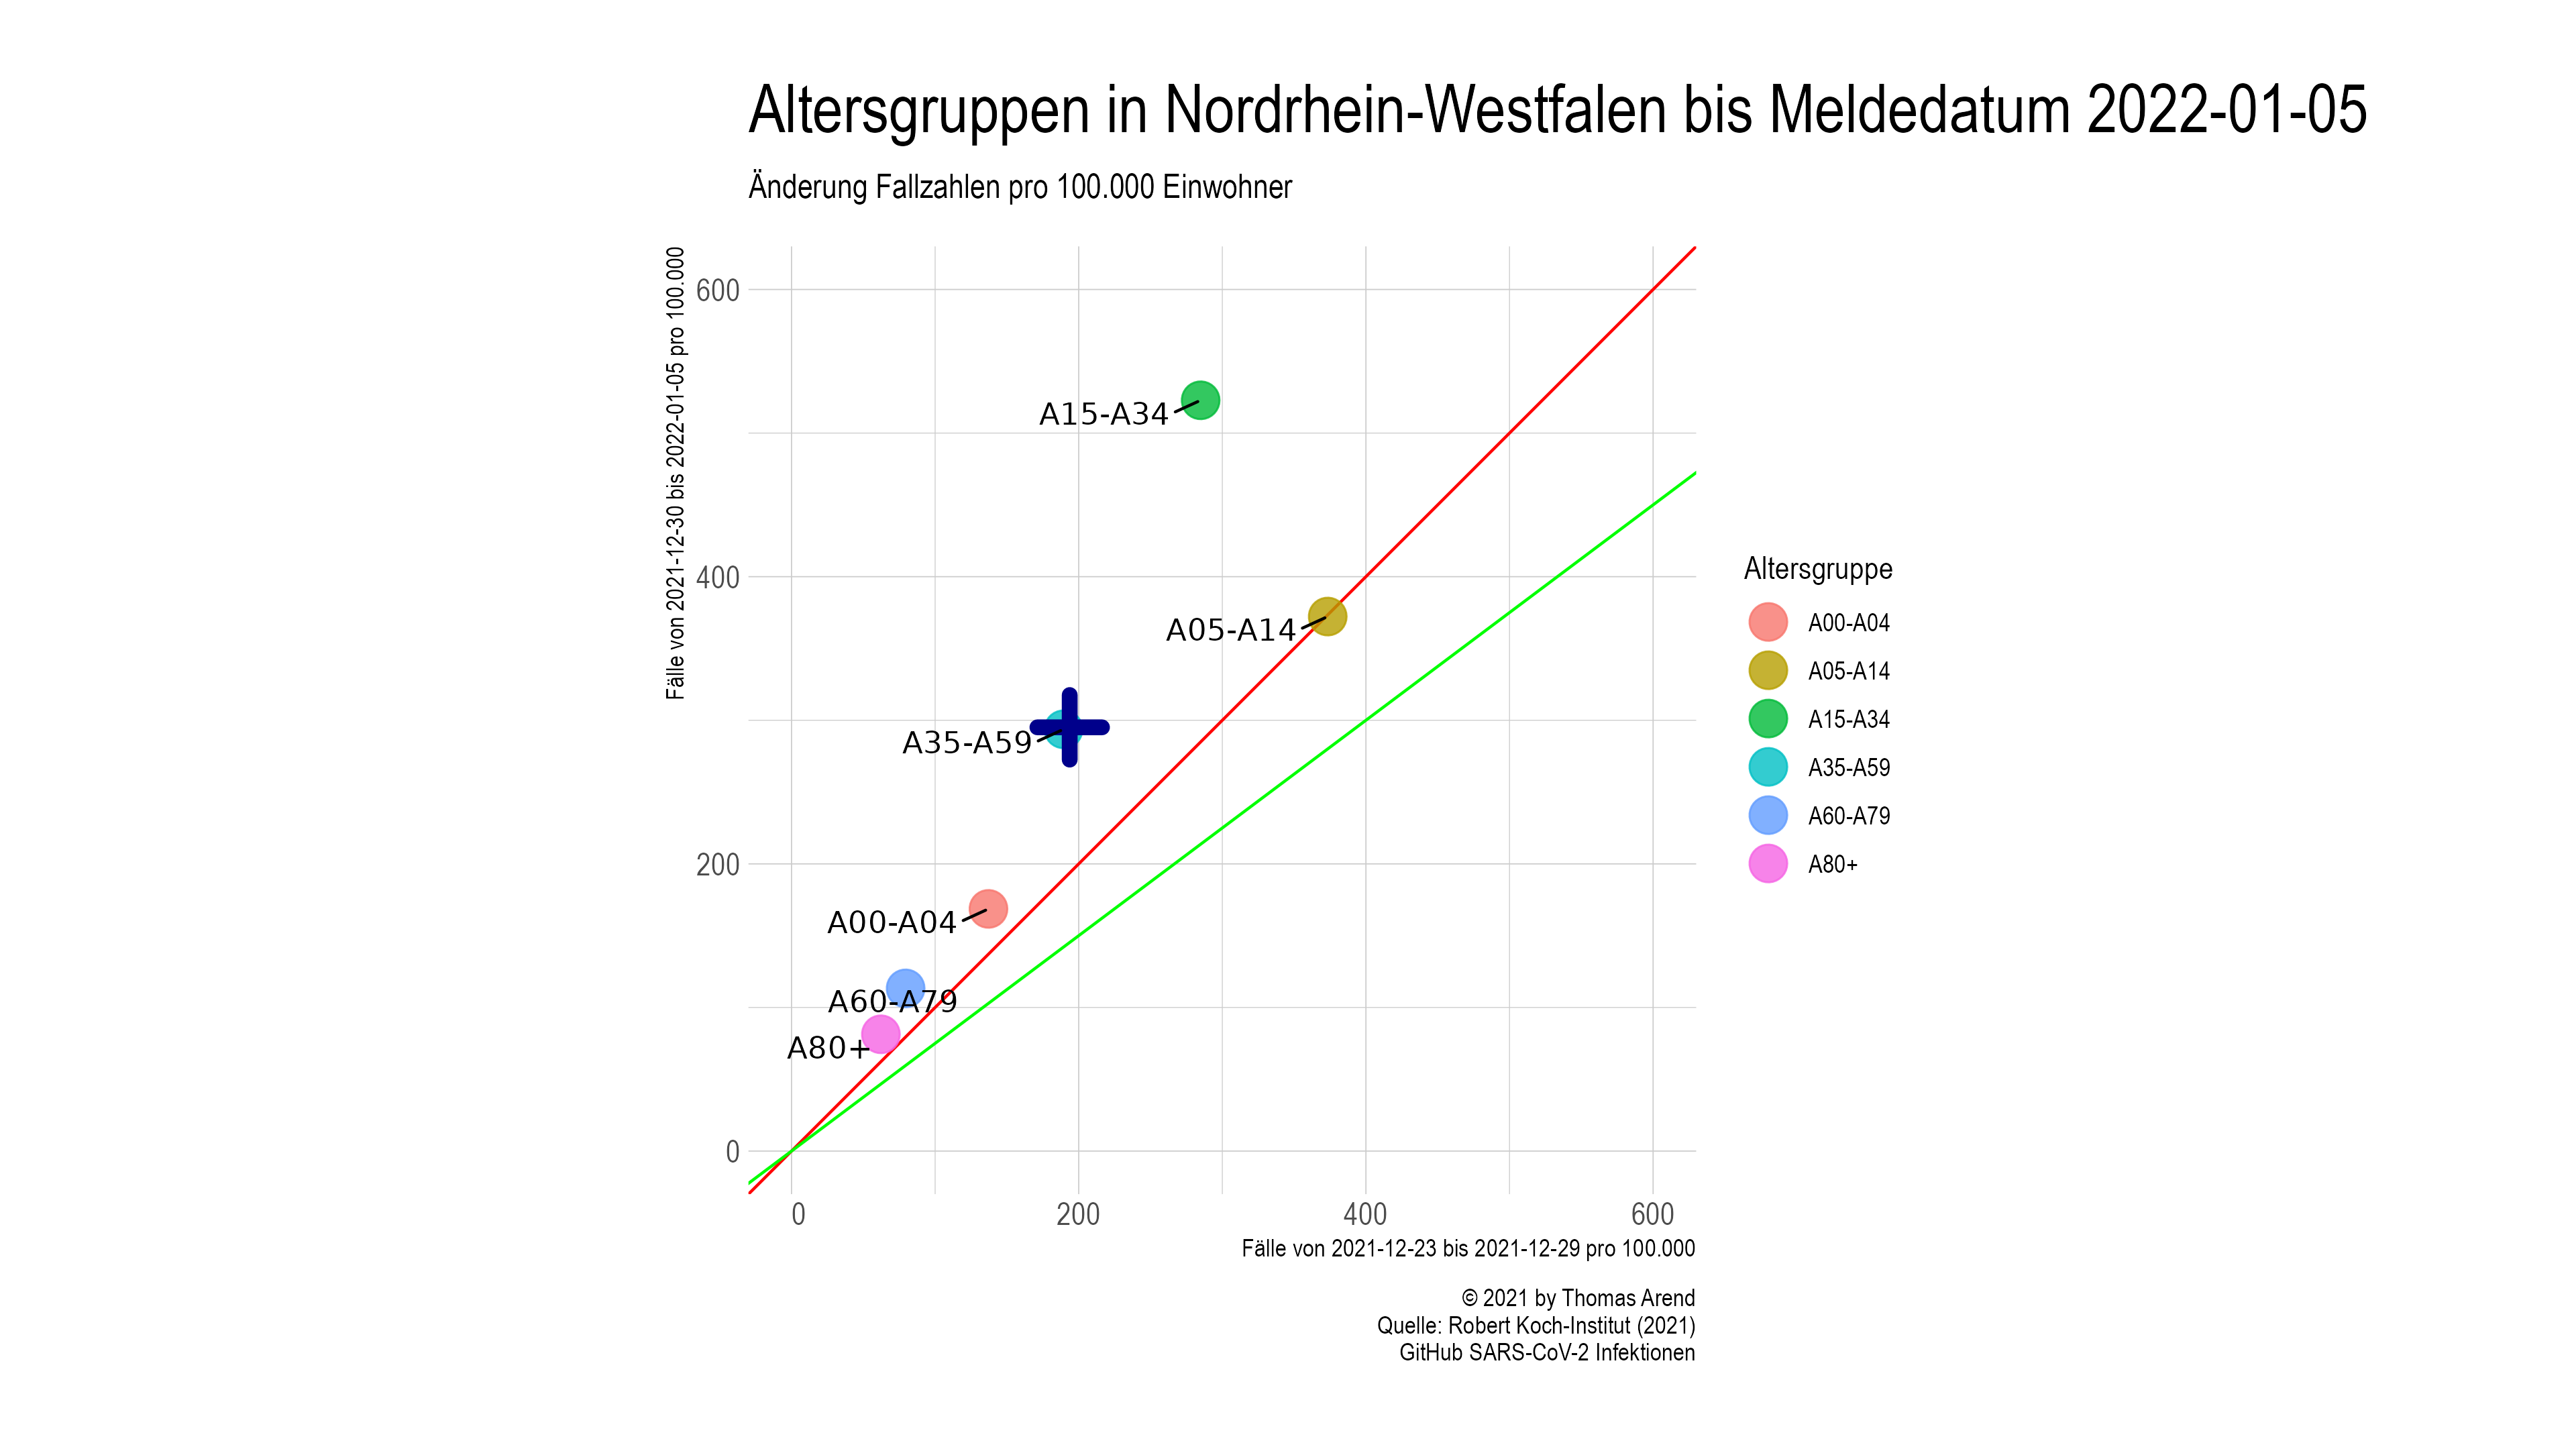 Altersgruppen in Nordrhein-Westfalen bis Meldedatum 2022-01-05
Änderung Fallzahlen pro 100.000 Einwohner
Fälle von 2021-12-30 bis 2022-01-05 pro 100.000
600
400
200
0
A15-A34
A05-A14
A35-A59
A00-A04
A60-A79
A80+
0
200
400
600
Fälle von 2021-12-23 bis 2021-12-29 pro 100.000
Altersgruppe
A00-A04
A05-A14
A15-A34
A35-A59
A60-A79
A80+
© 2021 by Thomas Arend
Quelle: Robert Koch-Institut (2021)
GitHub SARS-CoV-2 Infektionen